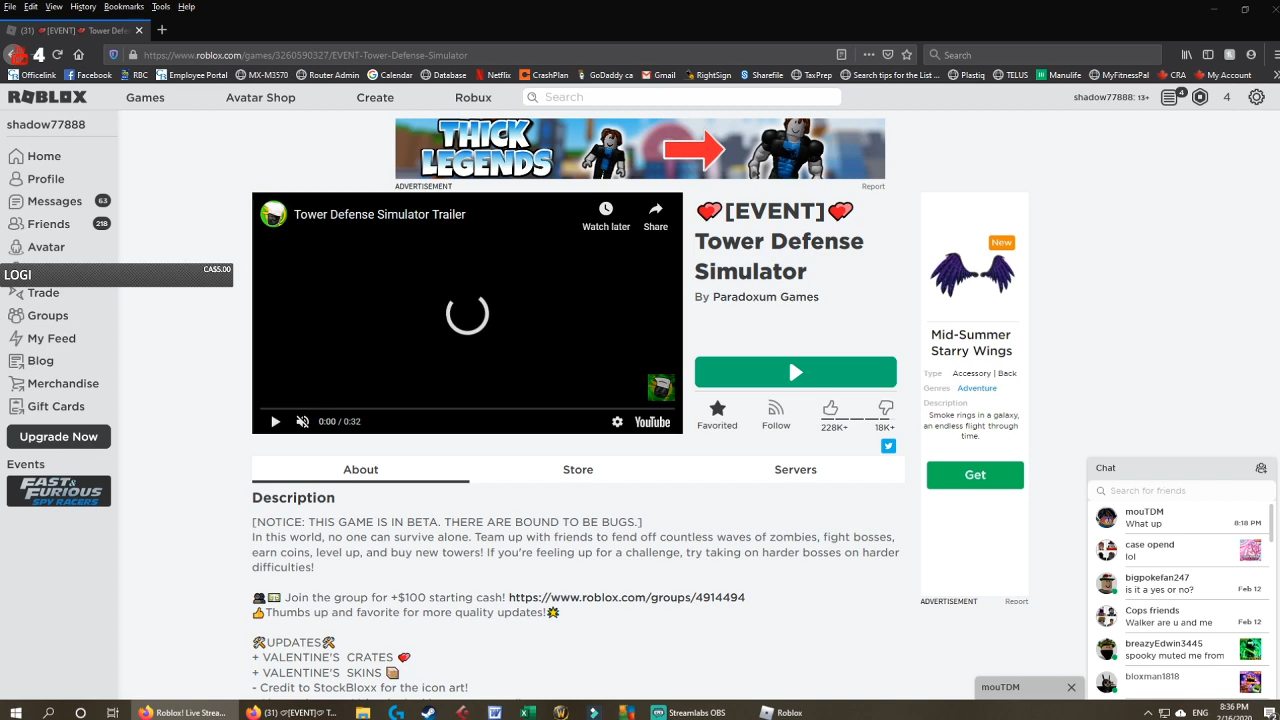 File Edit View History Bookmarks Tools Help
(31) [EVENT] Tower Defe
4 https://www.roblox.com/games/3260590327/EVENT-Tower-Defense-Simulator Search
Officelink Facebook RBC Employee Portal MX-M3570 Router Admin Calendar Database Netflix CrashPlan GoDaddy ca Gmail RightSign Sharefile TaxPrep Search tips for the List ... Plastiq TELUS Manulife MyFitnessPal CRA My Account
ROBLOX Games Avatar Shop Create Robux Search shadow77888: 13+ 4 4
shadow77888
Home
Profile
Messages 63
Friends 218
Avatar
LOGI CA$5.00
Trade
Groups
My Feed
Blog
Merchandise
Gift Cards
Upgrade Now
Events
FAST & FURIOUS
SPY RACERS
THICK
LEGENDS
ADVERTISEMENT Report
Tower Defense Simulator Trailer
Watch later Share
0:00 / 0:32 YouTube
[EVENT]
Tower Defense
Simulator
By Paradoxum Games
Favorited Follow 228K+ 18K+
New
Mid-Summer
Starry Wings
Type Accessory | Back
Genres Adventure
Description
Smoke rings in a galaxy,
an endless flight through
time.
Get
ADVERTISEMENT Report
About Store Servers
Description
[NOTICE: THIS GAME IS IN BETA. THERE ARE BOUND TO BE BUGS.]
In this world, no one can survive alone. Team up with friends to fend off countless waves of zombies, fight bosses,
earn coins, level up, and buy new towers! If you're feeling up for a challenge, try taking on harder bosses on harder
difficulties!
Join the group for +$100 starting cash! https://www.roblox.com/groups/4914494
Thumbs up and favorite for more quality updates!
UPDATES
+ VALENTINE'S CRATES
+ VALENTINE'S SKINS
- Credit to StockBloxx for the icon art!
Chat
Search for friends
mouTDM
What up 8:18 PM
case opend
lol
bigpokefan247
is it a yes or no? Feb 12
Cops friends
Walker are u and me Feb 12
breazyEdwin3445
spooky muted me from
bloxman1818
mouTDM
Roblox! Live Strea... (31) [EVENT] T... Streamlabs OBS Roblox ENG 8:36 PM
2/16/2020